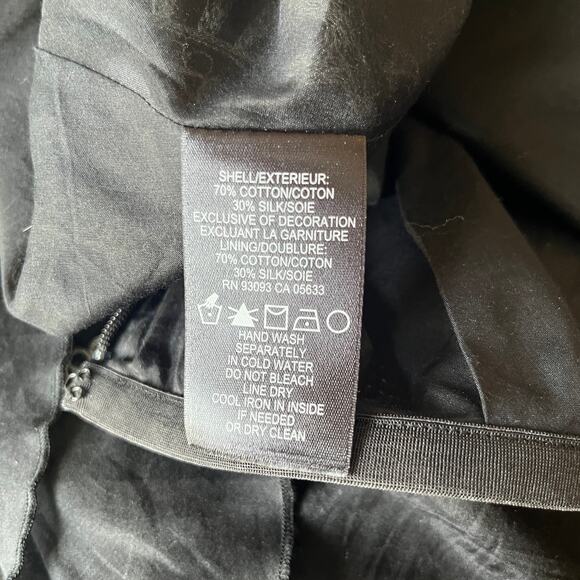 SHELL/EXTERIEUR:
70% COTTON/COTON
30% SILK/SOIE
EXCLUSIVE OF DECORATION
EXCLUANT LA GARNITURE
LINING/DOUBLURE:
70% COTTON/COTON
30% SILK/SOIE
RN 93093 CA 05633
HAND WASH
SEPARATELY
IN COLD WATER
DO NOT BLEACH
LINE DRY
COOL IRON IN INSIDE
IF NEEDED
OR DRY CLEAN